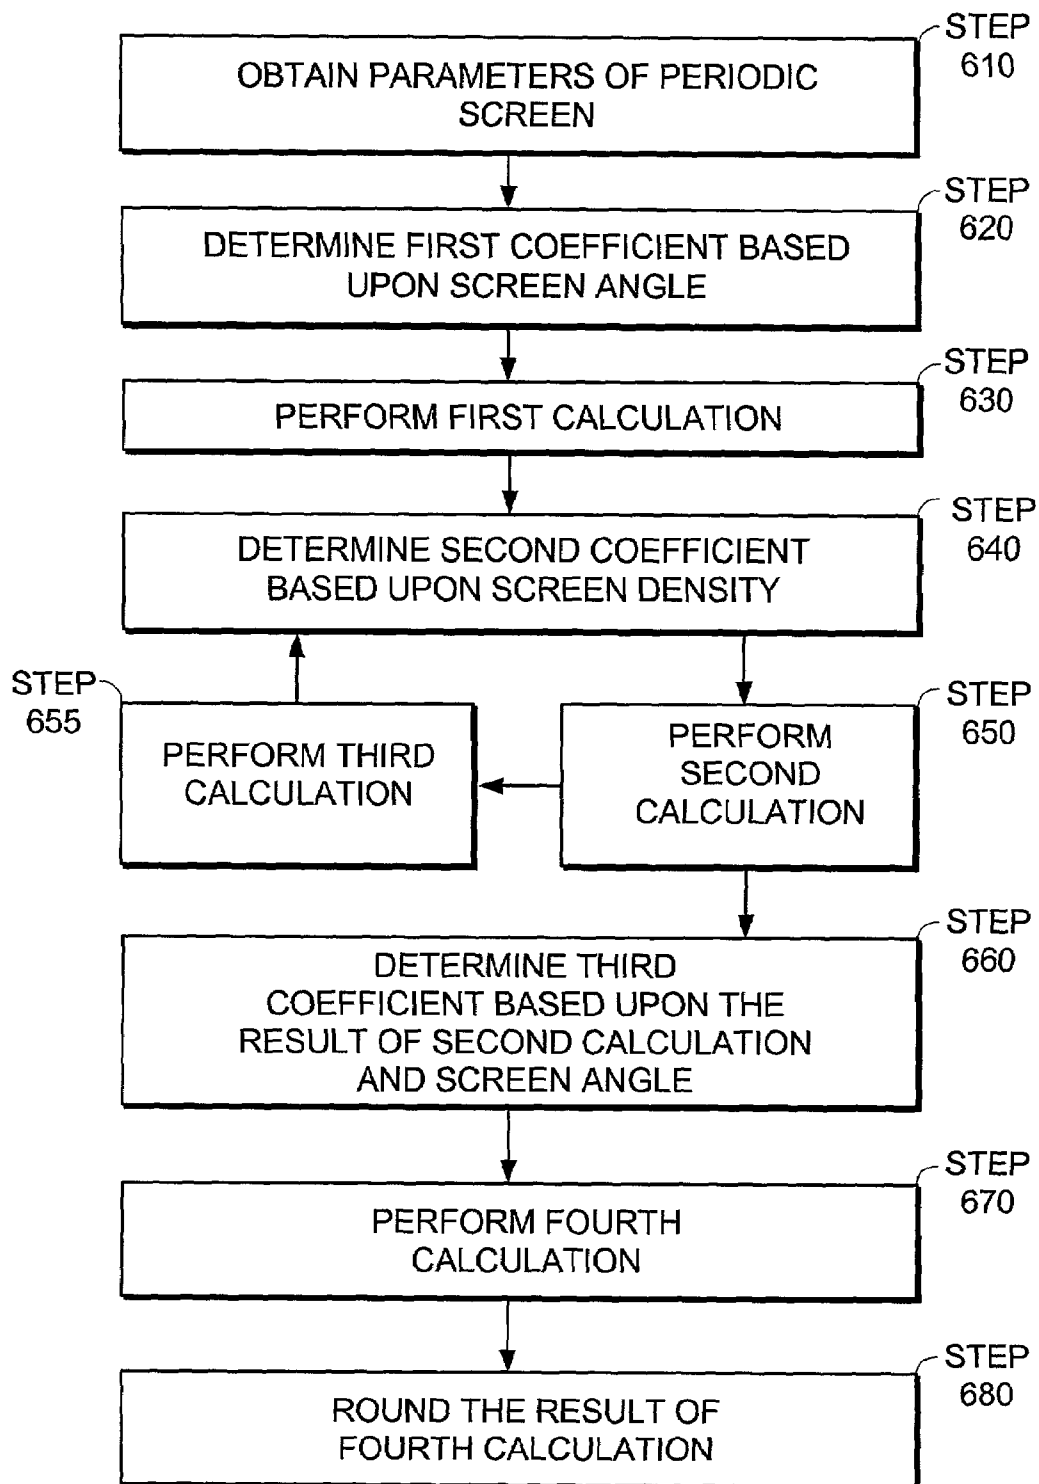 STEP
610
OBTAIN PARAMETERS OF PERIODIC
SCREEN
STEP
620
DETERMINE FIRST COEFFICIENT BASED
UPON SCREEN ANGLE
STEP
630
PERFORM FIRST CALCULATION
STEP
640
DETERMINE SECOND COEFFICIENT
BASED UPON SCREEN DENSITY
STEP
655
PERFORM THIRD
CALCULATION
STEP
650
PERFORM
SECOND
CALCULATION
STEP
660
DETERMINE THIRD
COEFFICIENT BASED UPON THE
RESULT OF SECOND CALCULATION
AND SCREEN ANGLE
STEP
670
PERFORM FOURTH
CALCULATION
STEP
680
ROUND THE RESULT OF
FOURTH CALCULATION